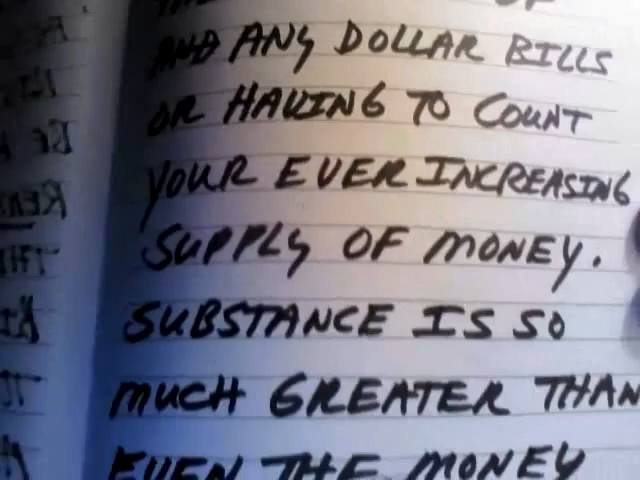 AND ANY DOLLAR BILLS
OR HAVING TO COUNT
YOUR EVER INCREASING
SUPPLY OF MONEY.
SUBSTANCE IS SO
MUCH GREATER THAN
EVEN THE MONEY